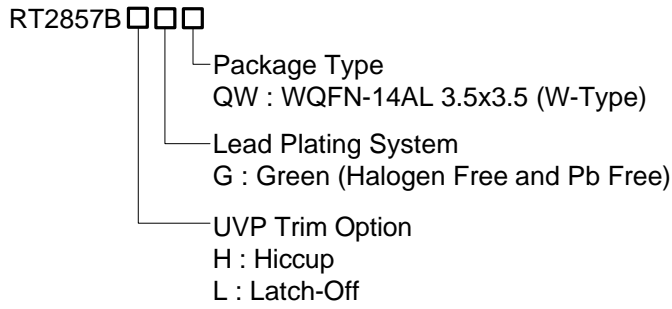 RT2857B
Package Type
QW : WQFN-14AL 3.5x3.5 (W-Type)
Lead Plating System
G : Green (Halogen Free and Pb Free)
UVP Trim Option
H : Hiccup
L : Latch-Off